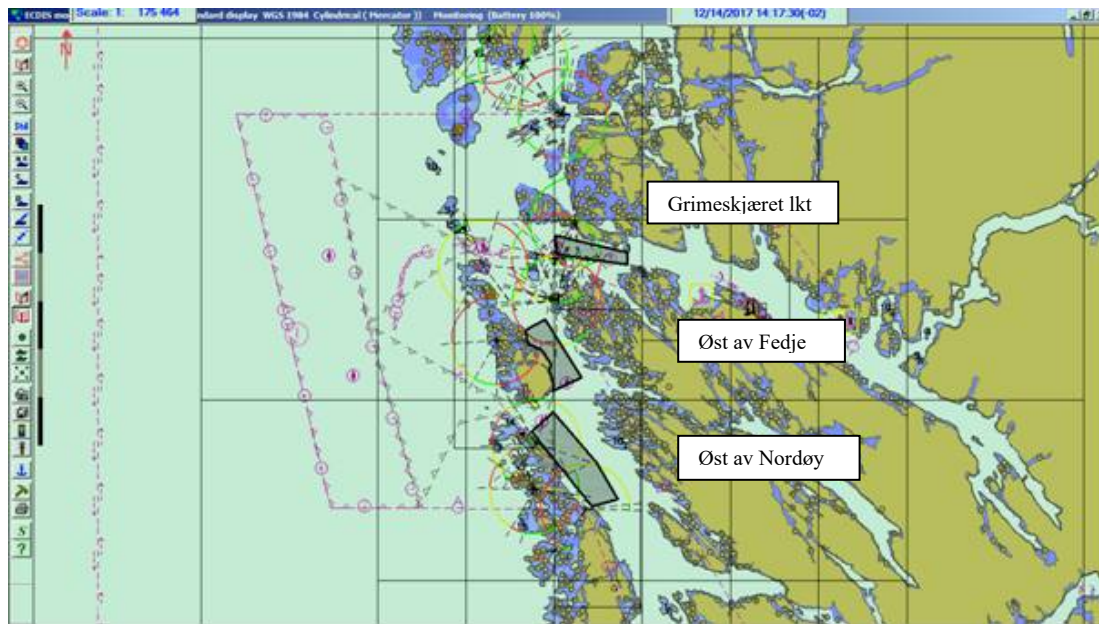 Scale: 1: 175 464
ndard display WGS 1984 Cylindrical ( Mercator )) Monitoring (Battery 100%)
12/14/2017 14:17:30(-02)
N
Grimeskjæret lkt
Øst av Fedje
Øst av Nordøy